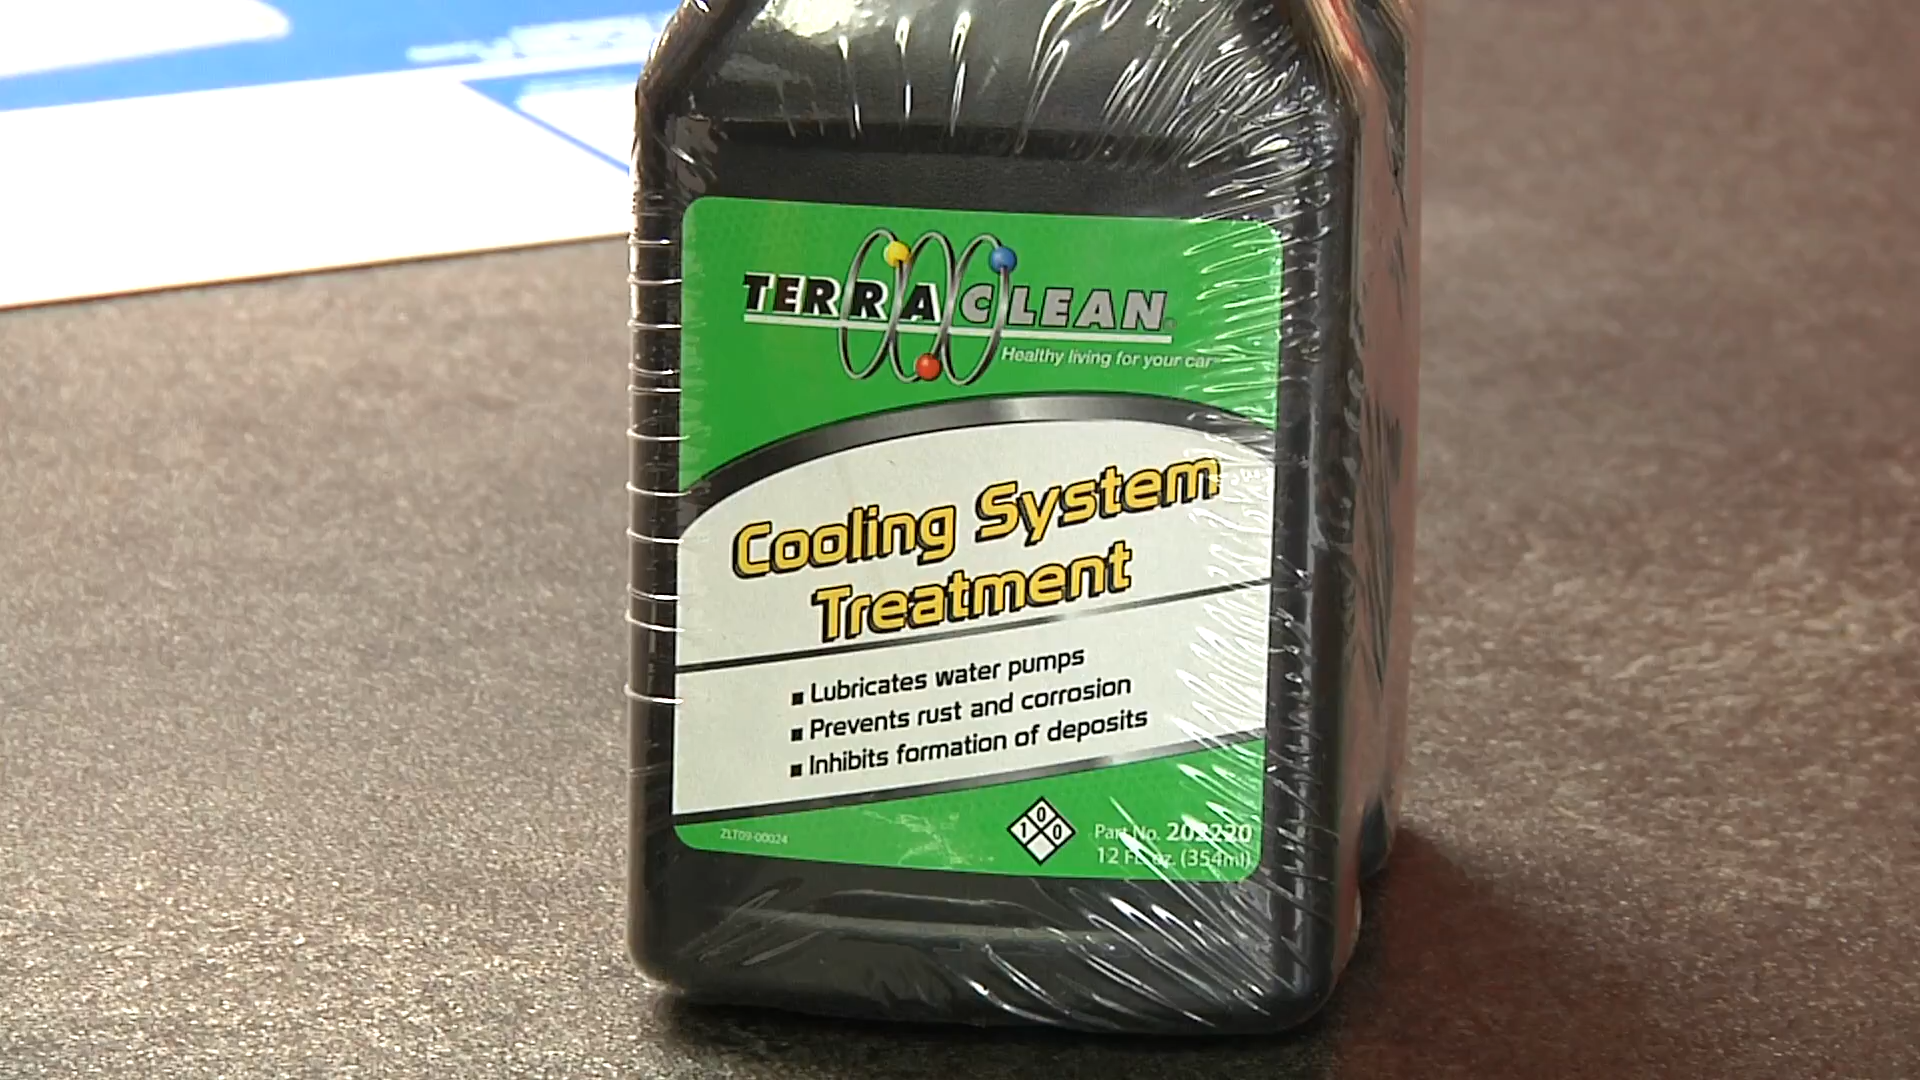 TERRACLEAN®
Healthy living for your car
Cooling System
Treatment
▪ Lubricates water pumps
▪ Prevents rust and corrosion
▪ Inhibits formation of deposits
0
1 0
ZLT09-00024
Part No. 202220
12 Fl. oz. (354ml)